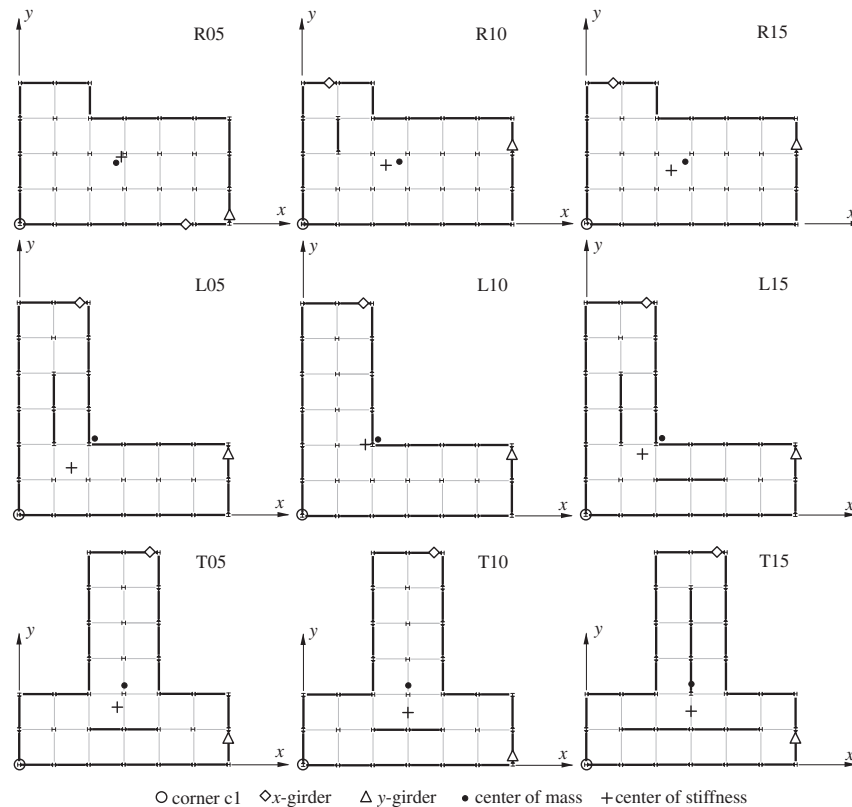 y y y
R05 R10 R15
x x x
y y y
L05 L10 L15
x x x
T05 T10 T15
y y y
x x x
corner c1 x-girder y-girder center of mass center of stiffness